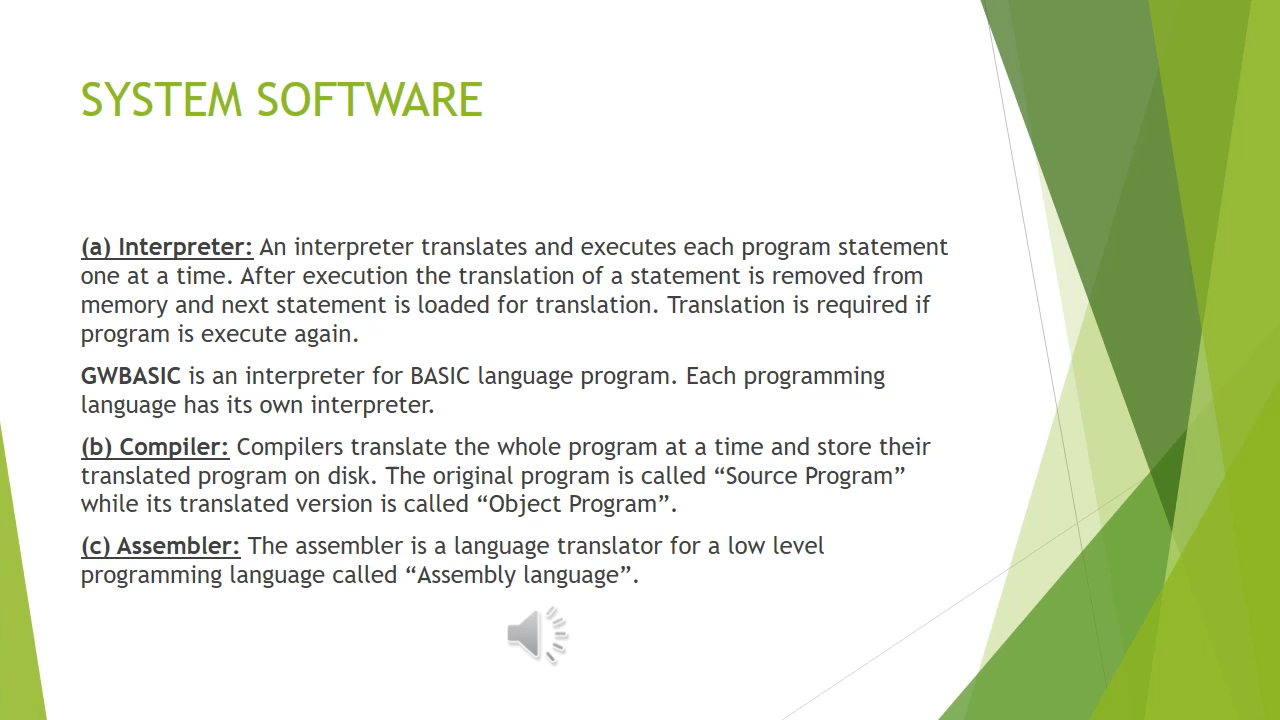 SYSTEM SOFTWARE
(a) Interpreter: An interpreter translates and executes each program statement
one at a time. After execution the translation of a statement is removed from
memory and next statement is loaded for translation. Translation is required if
program is execute again.
GWBASIC is an interpreter for BASIC language program. Each programming
language has its own interpreter.
(b) Compiler: Compilers translate the whole program at a time and store their
translated program on disk. The original program is called “Source Program”
while its translated version is called “Object Program”.
(c) Assembler: The assembler is a language translator for a low level
programming language called “Assembly language”.